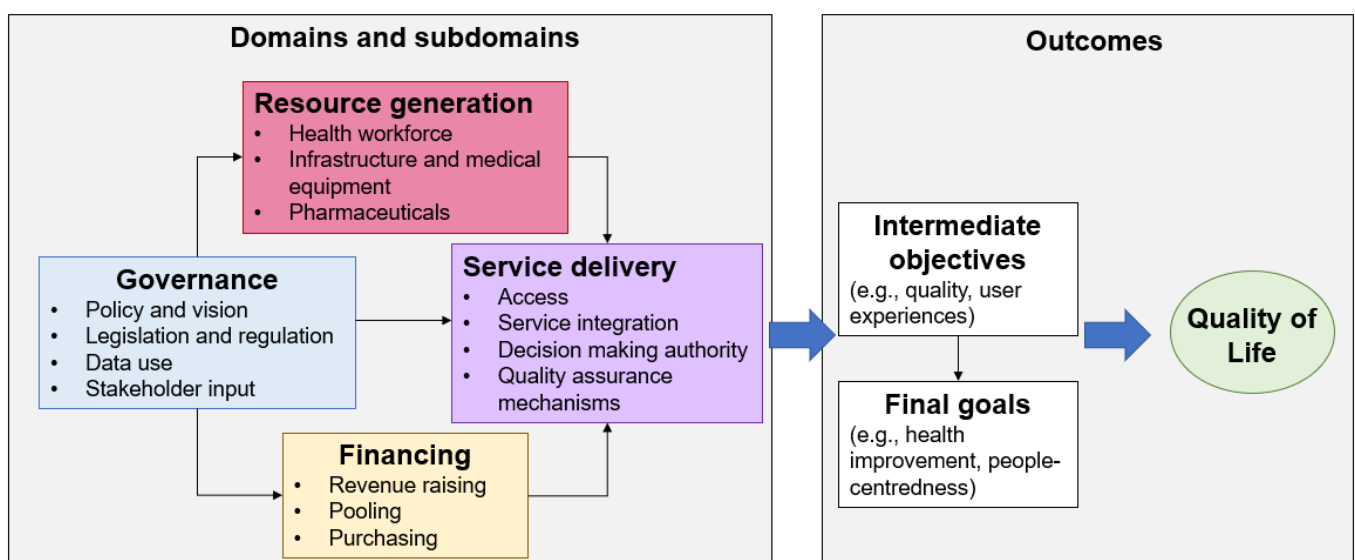 Domains and subdomains
Resource generation
• Health workforce
• Infrastructure and medical
equipment
• Pharmaceuticals
Governance
• Policy and vision
• Legislation and regulation
• Data use
• Stakeholder input
Service delivery
• Access
• Service integration
• Decision making authority
• Quality assurance
mechanisms
Financing
• Revenue raising
• Pooling
• Purchasing
Outcomes
Intermediate
objectives
(e.g., quality, user
experiences)
Final goals
(e.g., health
improvement, people-
centredness)
Quality of
Life